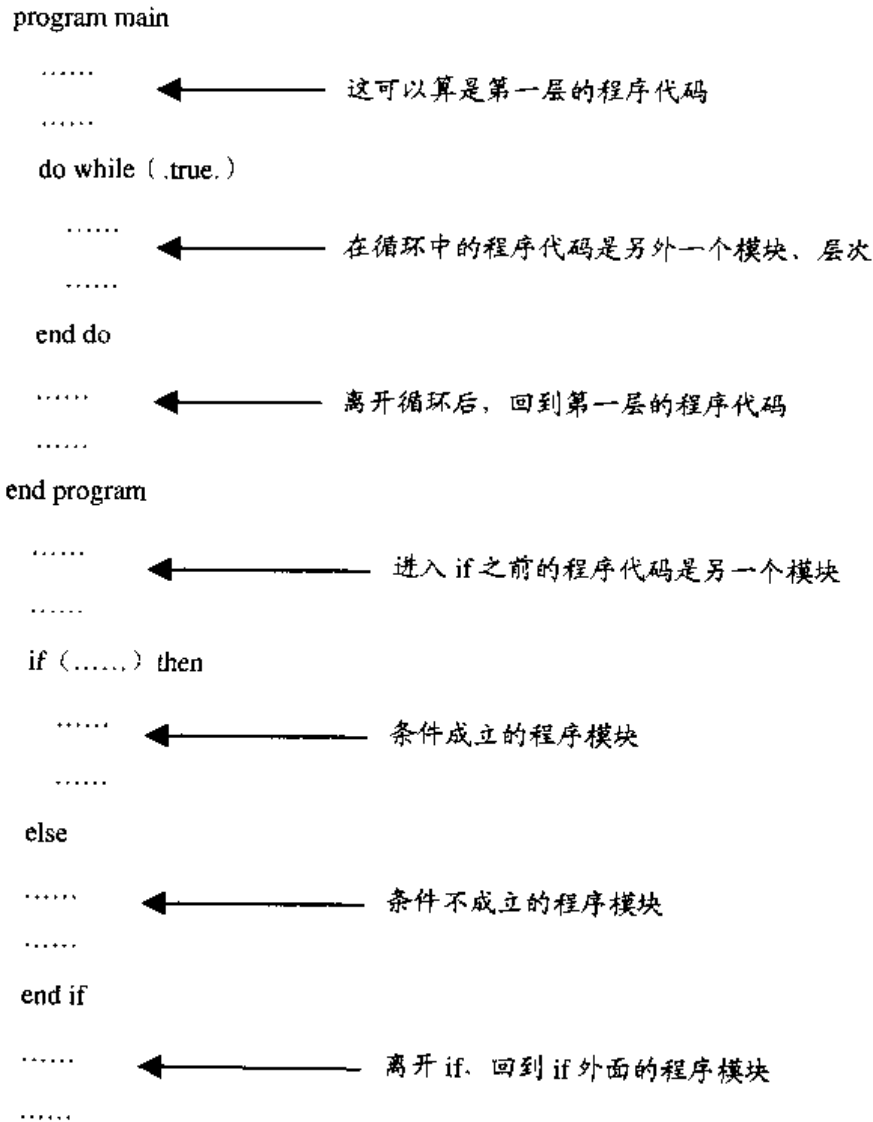 program main
......
这可以算是第一层的程序代码
......
do while（.true.）
......
在循环中的程序代码是另外一个模块、层次
......
end do
......
离开循环后，回到第一层的程序代码
......
end program
......
进入 if 之前的程序代码是另一个模块
......
if（......）then
......
条件成立的程序模块
......
else
......
条件不成立的程序模块
......
end if
......
离开 if、回到 if 外面的程序模块
......